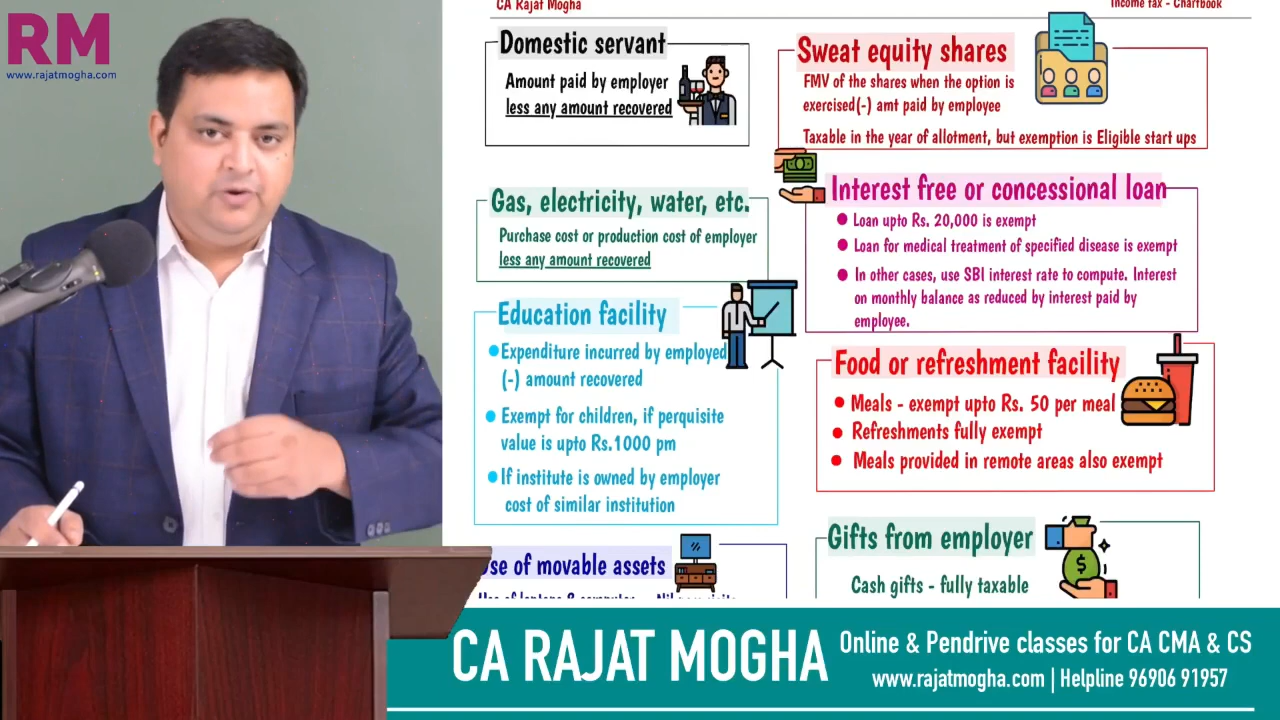 RM
www.rajatmogha.com
CA Rajat Mogha
Income tax - Chartbook
Domestic servant
Amount paid by employer
less any amount recovered
Gas, electricity, water, etc.
Purchase cost or production cost of employer
less any amount recovered
Education facility
Expenditure incurred by employed
(-) amount recovered
Exempt for children, if perquisite
value is upto Rs.1000 pm
If institute is owned by employer
cost of similar institution
Use of movable assets
Sweat equity shares
FMV of the shares when the option is
exercised(-) amt paid by employee
Taxable in the year of allotment, but exemption is Eligible start ups
Interest free or concessional loan
Loan upto Rs. 20,000 is exempt
Loan for medical treatment of specified disease is exempt
In other cases, use SBI interest rate to compute. Interest
on monthly balance as reduced by interest paid by
employee.
Food or refreshment facility
Meals - exempt upto Rs. 50 per meal
Refreshments fully exempt
Meals provided in remote areas also exempt
Gifts from employer
Cash gifts - fully taxable
CA RAJAT MOGHA
Online & Pendrive classes for CA CMA & CS
www.rajatmogha.com | Helpline 96906 91957